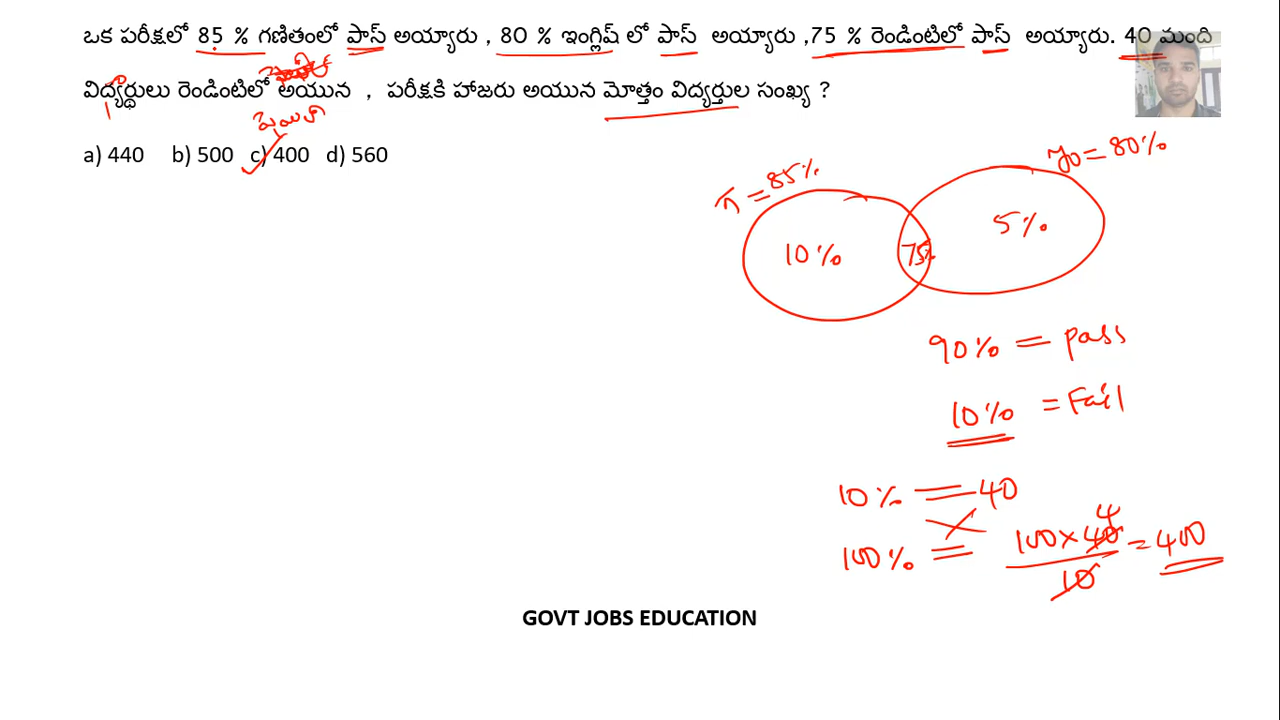 ఒక పరీక్షలో 85 % గణితంలో పాస్ అయ్యారు , 80 % ఇంగ్లిష్ లో పాస్ అయ్యారు ,75 % రెండింటిలో పాస్ అయ్యారు. 40 మంది
విద్యార్థులు రెండింటిలో అయున , పరీక్షకి హాజరు అయున మోత్తం విద్యర్తుల సంఖ్య ?
a) 440 b) 500 c) 400 d) 560
= 85%
= 80%
10% 75% 5%
90% = pass
10% = Fail
10% = 40
100% = 100 x 40 4 / 10 = 400
GOVT JOBS EDUCATION